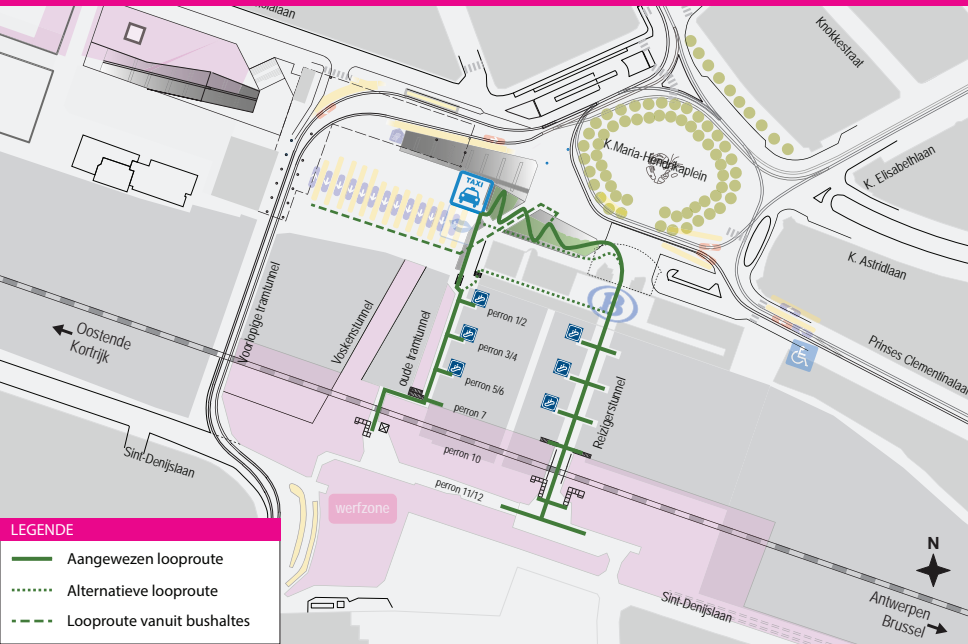 Knokkestraat
K.Maria-Hendrikaplein
K. Elisabethlaan
TAXI
K. Astridlaan
B
Prinses Clementinalaan
Voorlopige tramtunnel
Voskenstunnel
oude tramtunnel
perron 1/2
perron 3/4
perron 5/6
perron 7
Reizigerstunnel
Oostende
Kortrijk
perron 10
perron 11/12
Sint-Denijslaan
werfzone
LEGENDE
Aangewezen looproute
Alternatieve looproute
Looproute vanuit bushaltes
Sint-Denijslaan
N
Antwerpen
Brussel